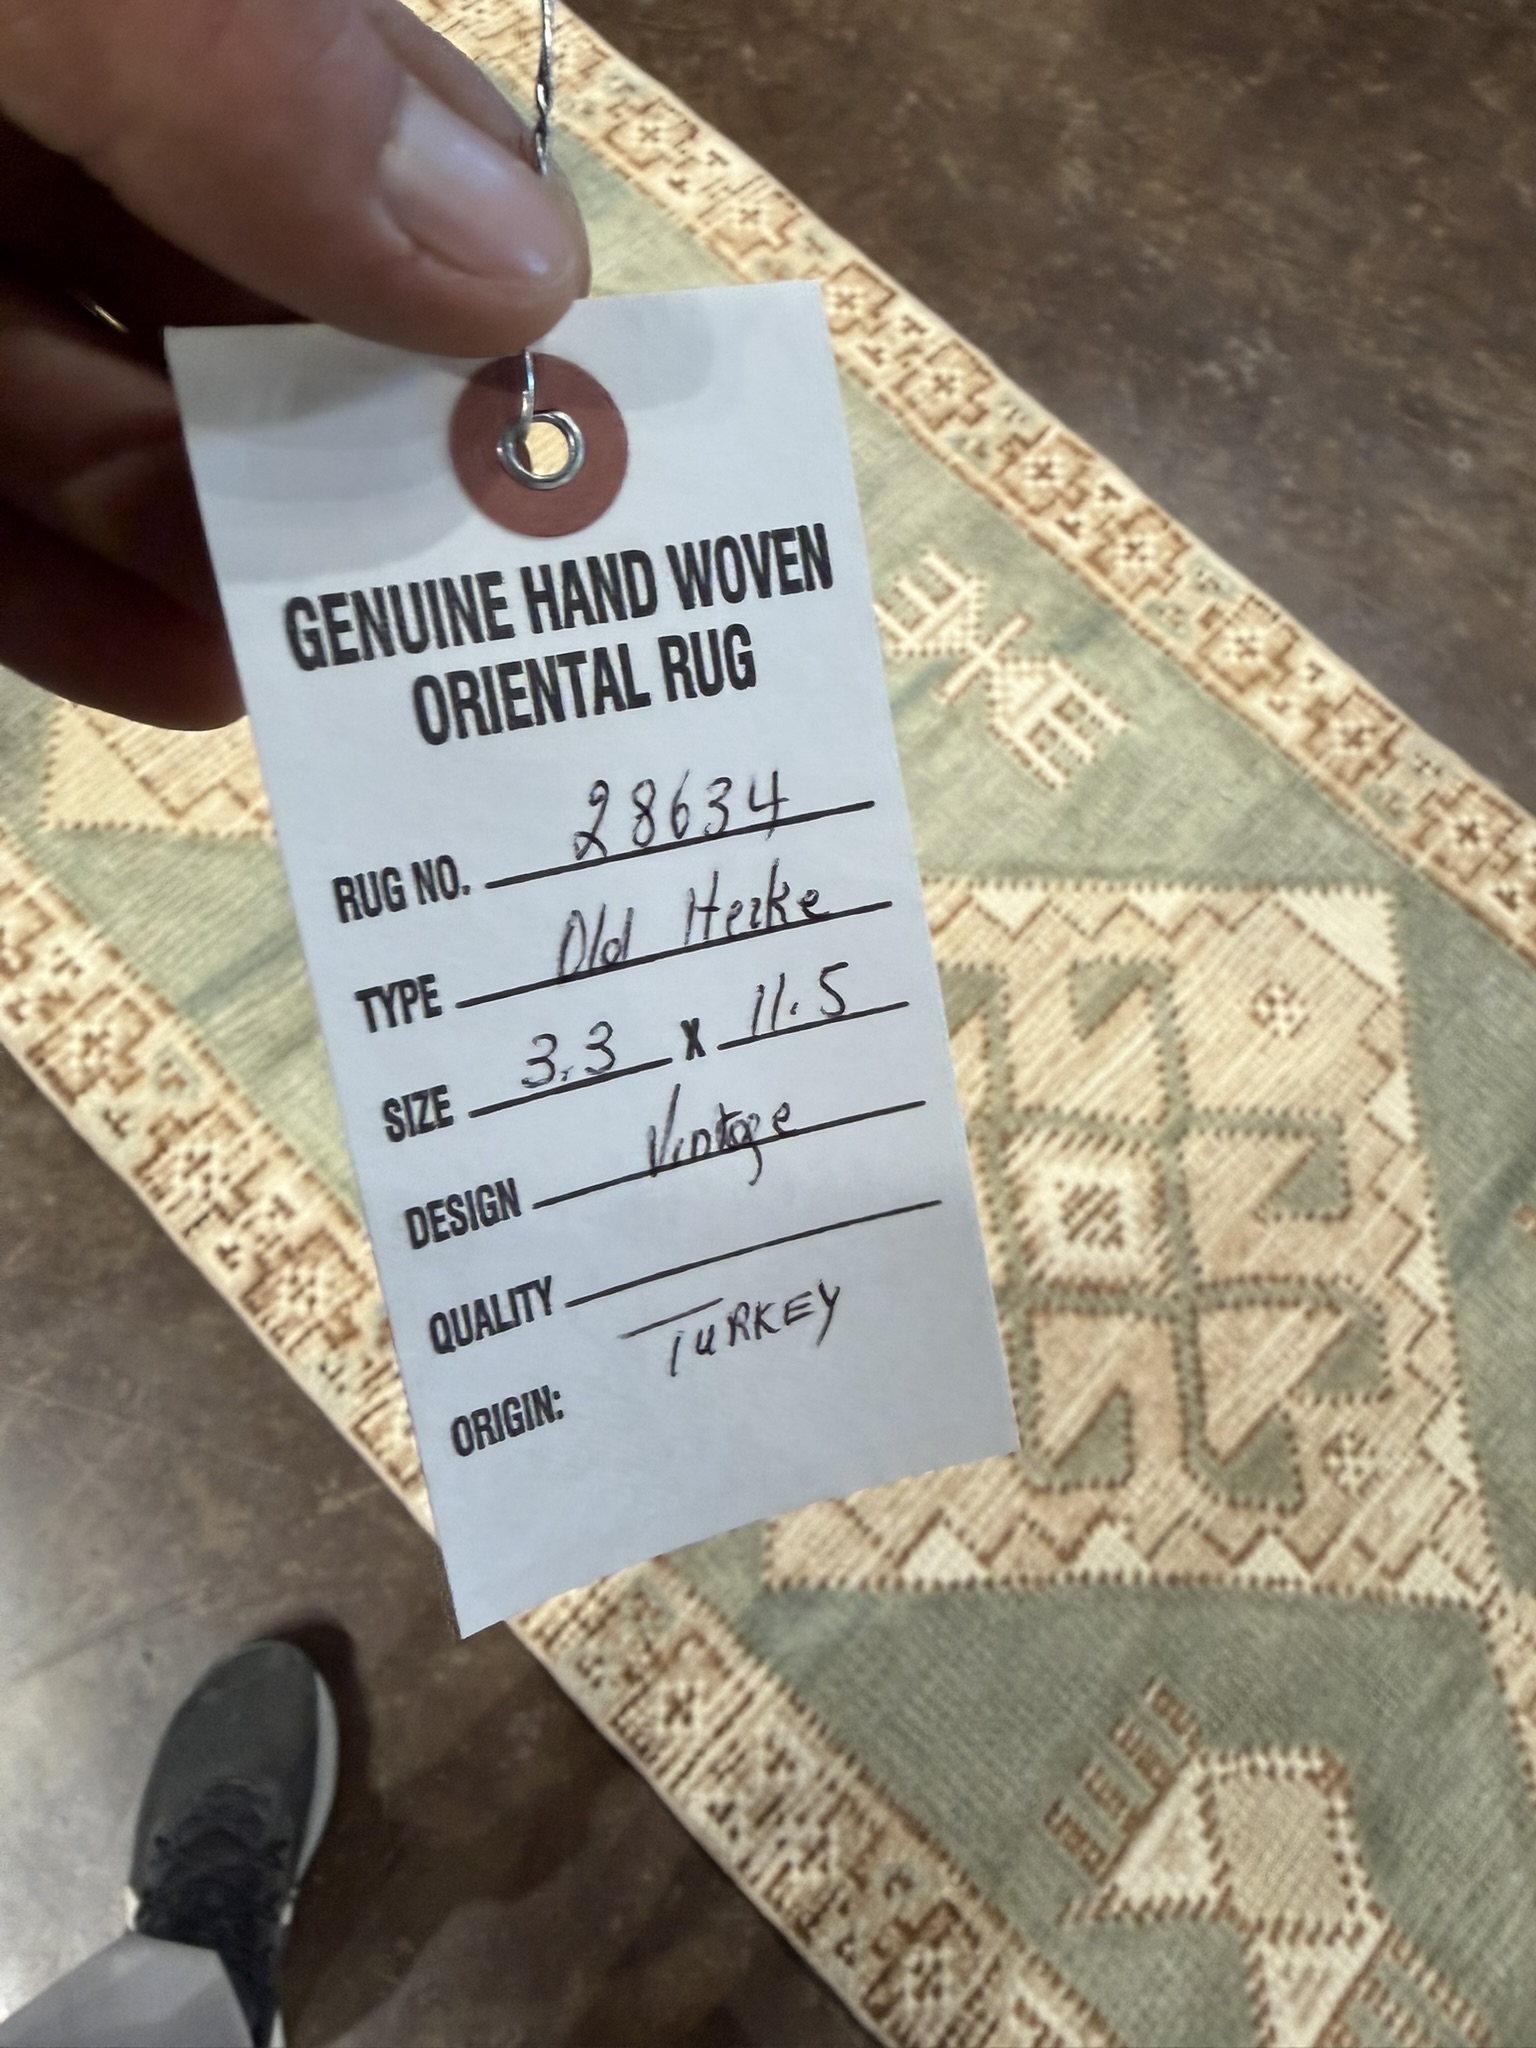 GENUINE HAND WOVEN
ORIENTAL RUG
RUG NO. 28634
TYPE Old Herke
SIZE 3.3 X 11.5
DESIGN Vintage
QUALITY
TURKEY
ORIGIN: